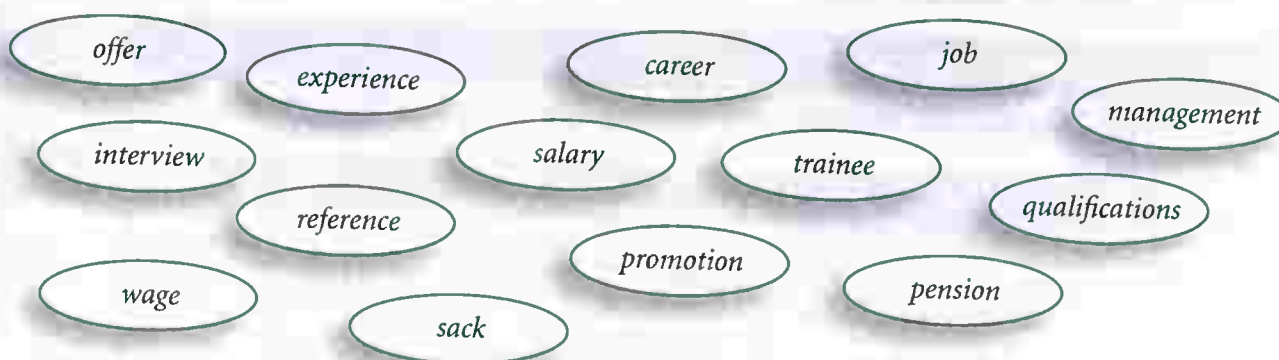 offer
experience
career
job
management
interview
salary
trainee
reference
qualifications
promotion
wage
pension
sack